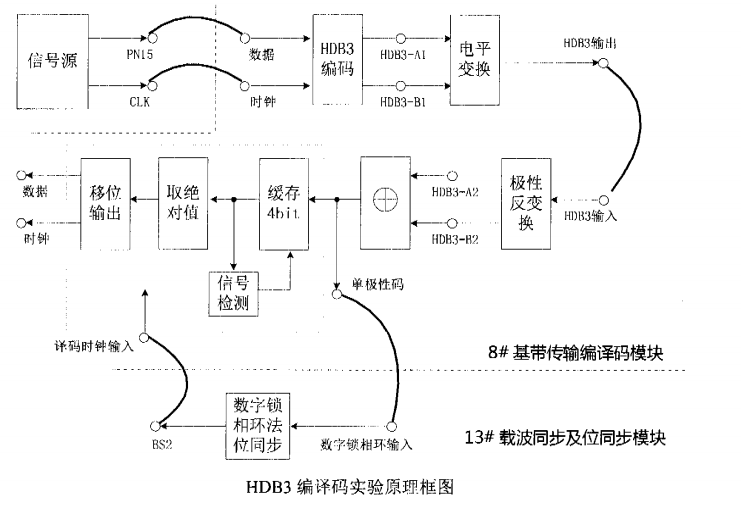 信号源
PN15
CLK
数据
时钟
HDB3
编码
HDB3-A1
HDB3-B1
电平
变换
HDB3输出
数据
时钟
移位
输出
取绝
对值
缓存
4bit
信号
检测
⊕
HDB3-A2
HDB3-B2
极性
反变
换
HDB3输入
单极性码
译码时钟输入
8# 基带传输编译码模块
BS2
数字锁
相环法
位同步
数字锁相环输入
13# 载波同步及位同步模块
HDB3 编译码实验原理框图